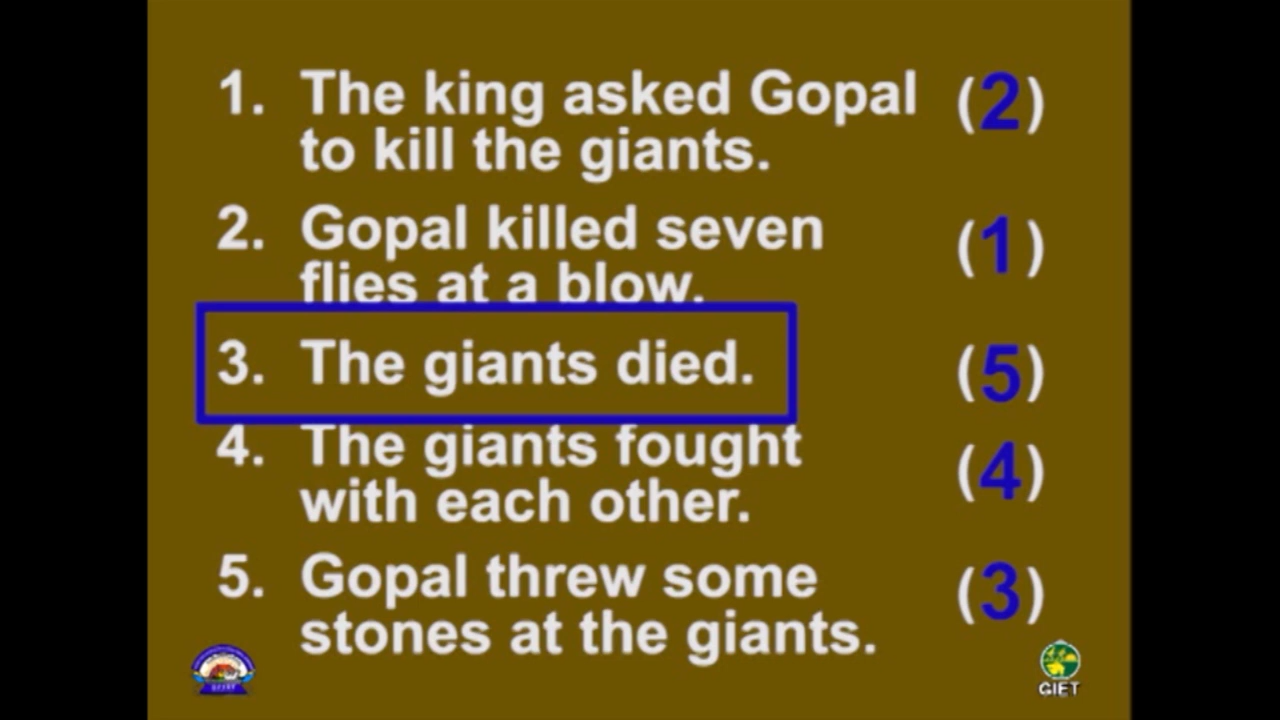 1. The king asked Gopal (2)
to kill the giants.
2. Gopal killed seven (1)
flies at a blow.
3. The giants died. (5)
4. The giants fought (4)
with each other.
5. Gopal threw some (3)
stones at the giants.
GIET